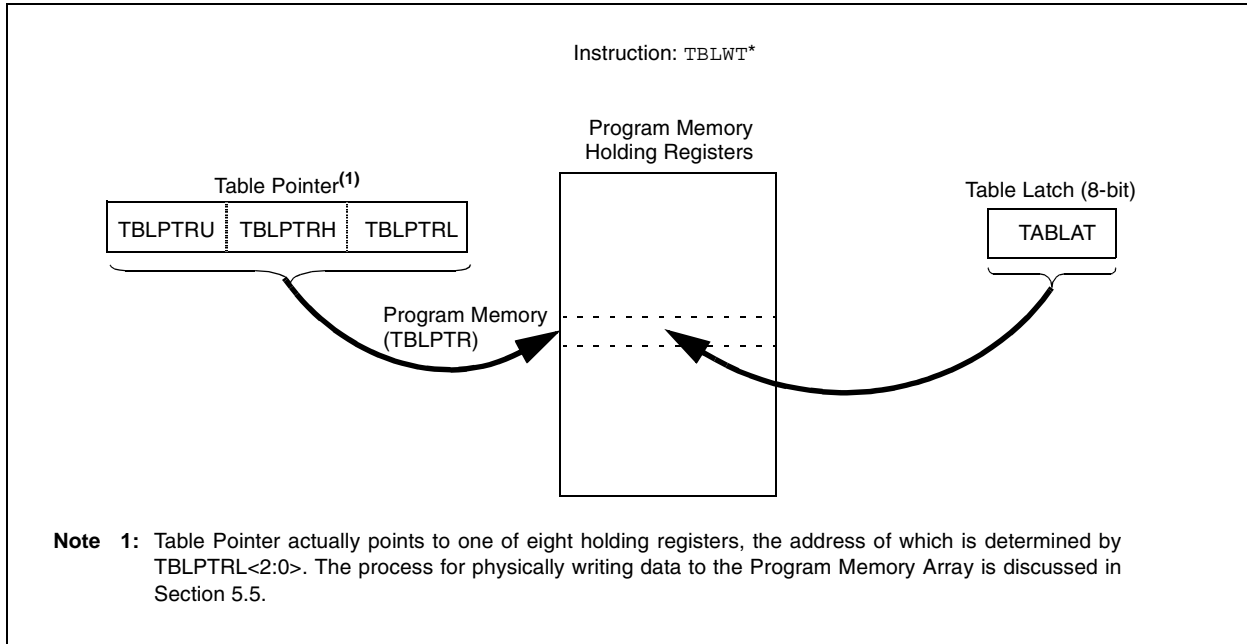 Instruction: TBLWT*
Program Memory
Holding Registers
Table Pointer(1)
Table Latch (8-bit)
TBLPTRU TBLPTRH TBLPTRL
TABLAT
Program Memory
(TBLPTR)
Note 1: Table Pointer actually points to one of eight holding registers, the address of which is determined by
TBLPTRL<2:0>. The process for physically writing data to the Program Memory Array is discussed in
Section 5.5.